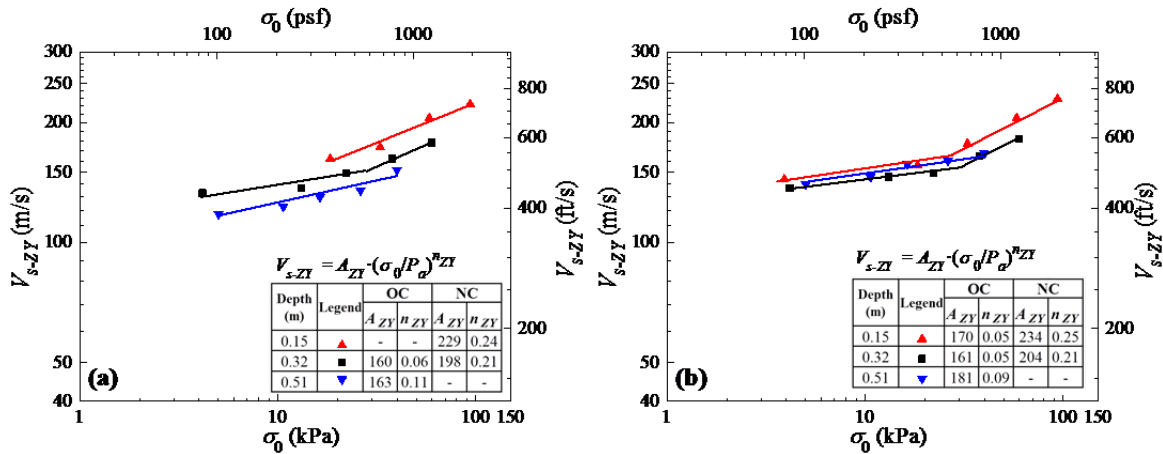 σ0 (psf)
100 1000
300
250
200
150
100
50
40
Vs-ZY (m/s)
800
600
400
200
Vs-ZY (ft/s)
Vs-ZY = AZY·(σ0/Pa)^nZY
Depth (m) Legend OC NC
AZY nZY AZY nZY
0.15 - - 229 0.24
0.32 160 0.06 198 0.21
0.51 163 0.11 - -
(a)
1 10 100 150
σ0 (kPa)
σ0 (psf)
100 1000
300
250
200
150
100
50
40
Vs-ZY (m/s)
800
600
400
200
Vs-ZY (ft/s)
Vs-ZY = AZY·(σ0/Pa)^nZY
Depth (m) Legend OC NC
AZY nZY AZY nZY
0.15 170 0.05 234 0.25
0.32 161 0.05 204 0.21
0.51 181 0.09 - -
(b)
1 10 100 150
σ0 (kPa)